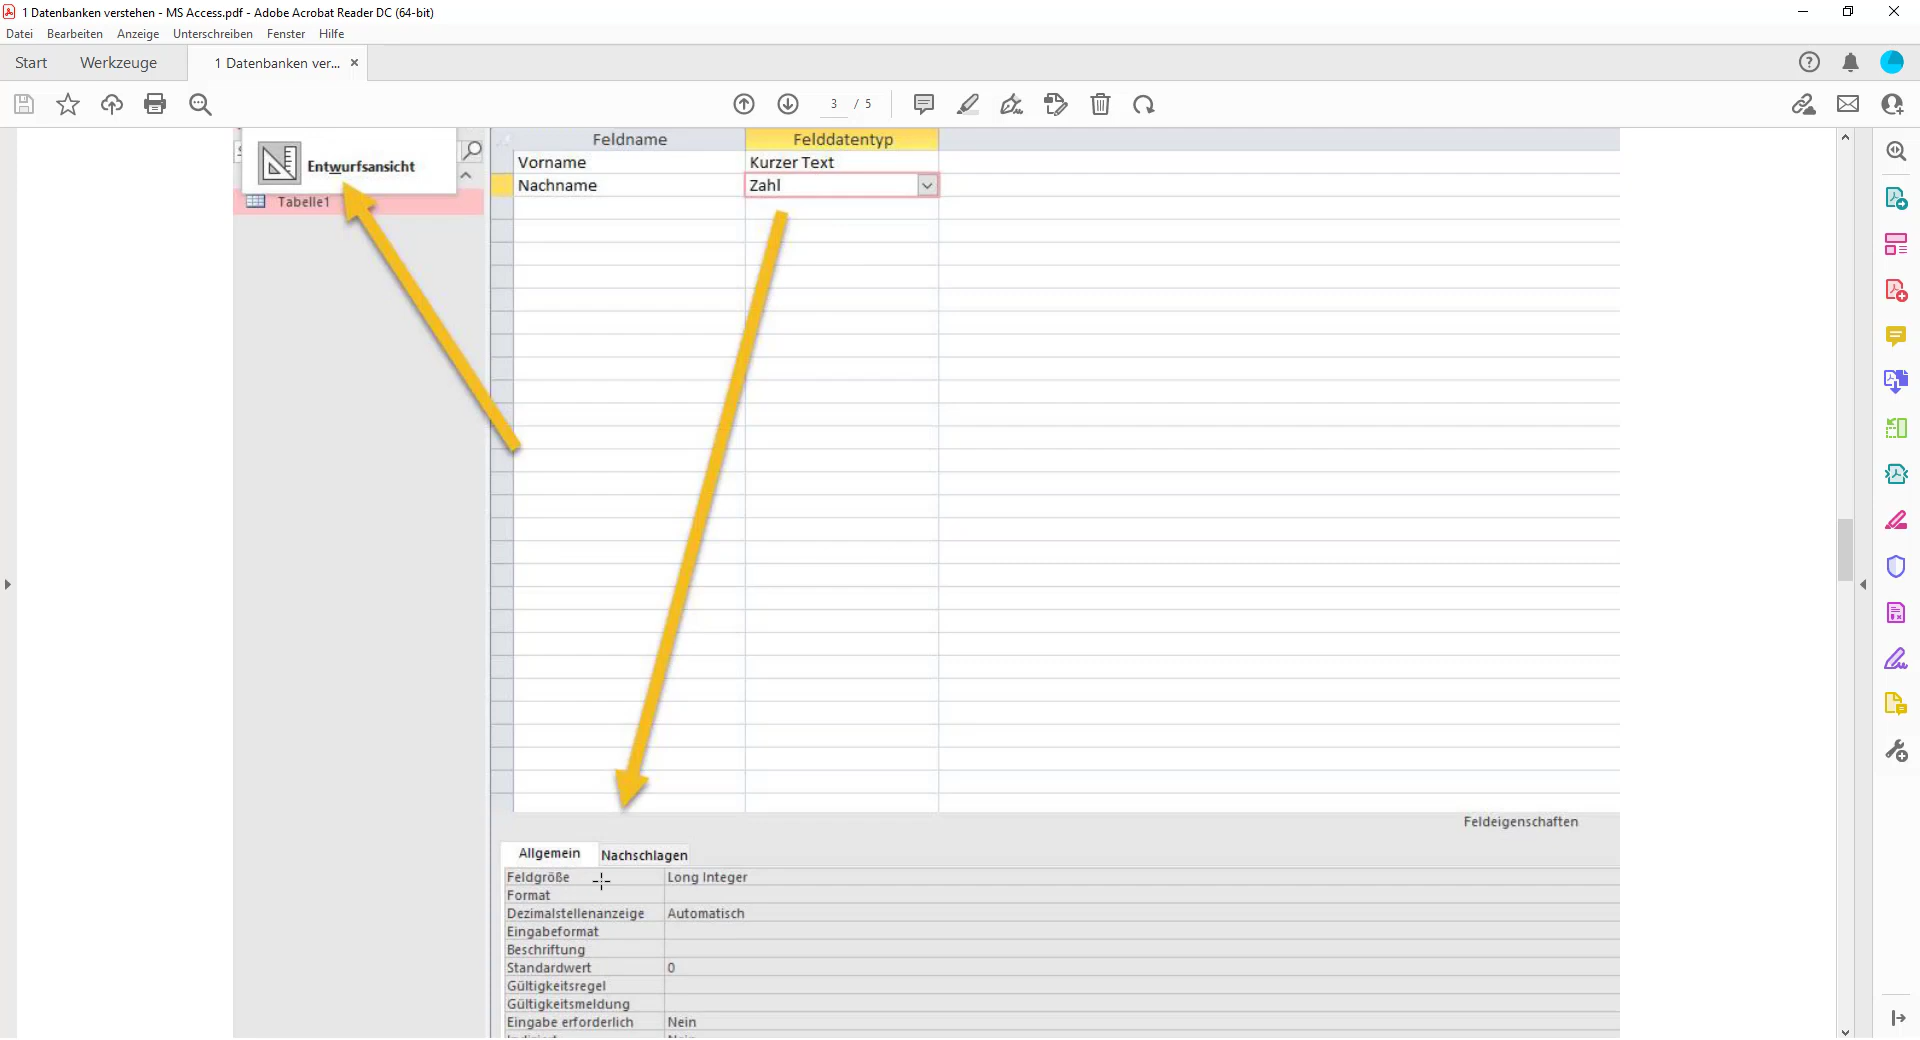 1 Datenbanken verstehen - MS Access.pdf - Adobe Acrobat Reader DC (64-bit)
Datei Bearbeiten Anzeige Unterschreiben Fenster Hilfe
Start Werkzeuge 1 Datenbanken ver...
3 / 5
Feldname Felddatentyp
Entwurfsansicht
Vorname Kurzer Text
Nachname Zahl
Tabelle1
Feldeigenschaften
Allgemein Nachschlagen
Feldgröße Long Integer
Format
Dezimalstellenanzeige Automatisch
Eingabeformat
Beschriftung
Standardwert 0
Gültigkeitsregel
Gültigkeitsmeldung
Eingabe erforderlich Nein